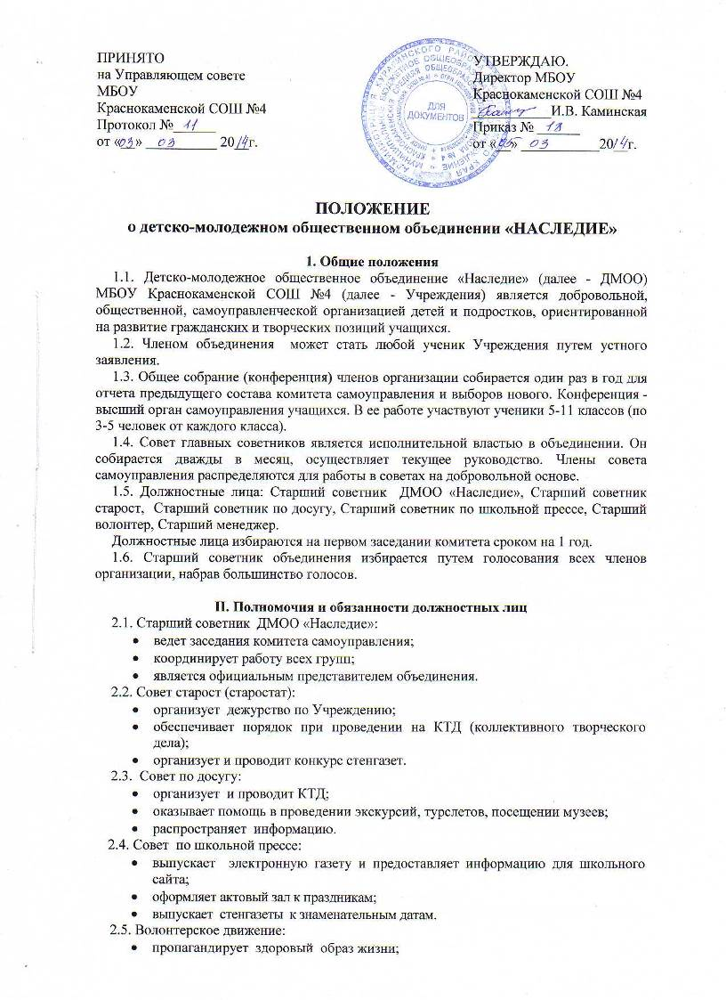 ПРИНЯТО
на Управляющем совете
МБОУ
Краснокаменской СОШ №4
Протокол № 11
от «03» 03 2014г.
УТВЕРЖДАЮ.
Директор МБОУ
Краснокаменской СОШ №4
И.В. Каминская
Приказ № 18
от «05» 03 2014г.
ДЛЯ
ДОКУМЕНТОВ
ПОЛОЖЕНИЕ
о детско-молодежном общественном объединении «НАСЛЕДИЕ»
1. Общие положения
1.1. Детско-молодежное общественное объединение «Наследие» (далее - ДМОО)
МБОУ Краснокаменской СОШ №4 (далее - Учреждения) является добровольной,
общественной, самоуправленческой организацией детей и подростков, ориентированной
на развитие гражданских и творческих позиций учащихся.
1.2. Членом объединения может стать любой ученик Учреждения путем устного
заявления.
1.3. Общее собрание (конференция) членов организации собирается один раз в год для
отчета предыдущего состава комитета самоуправления и выборов нового. Конференция -
высший орган самоуправления учащихся. В ее работе участвуют ученики 5-11 классов (по
3-5 человек от каждого класса).
1.4. Совет главных советников является исполнительной властью в объединении. Он
собирается дважды в месяц, осуществляет текущее руководство. Члены совета
самоуправления распределяются для работы в советах на добровольной основе.
1.5. Должностные лица: Старший советник ДМОО «Наследие», Старший советник
старост, Старший советник по досугу, Старший советник по школьной прессе, Старший
волонтер, Старший менеджер.
Должностные лица избираются на первом заседании комитета сроком на 1 год.
1.6. Старший советник объединения избирается путем голосования всех членов
организации, набрав большинство голосов.
II. Полномочия и обязанности должностных лиц
2.1. Старший советник ДМОО «Наследие»:
• ведет заседания комитета самоуправления;
• координирует работу всех групп;
• является официальным представителем объединения.
2.2. Совет старост (старостат):
• организует дежурство по Учреждению;
• обеспечивает порядок при проведении на КТД (коллективного творческого
дела);
• организует и проводит конкурс стенгазет.
2.3. Совет по досугу:
• организует и проводит КТД;
• оказывает помощь в проведении экскурсий, турслетов, посещении музеев;
• распространяет информацию.
2.4. Совет по школьной прессе:
• выпускает электронную газету и предоставляет информацию для школьного
сайта;
• оформляет актовый зал к праздникам;
• выпускает стенгазеты к знаменательным датам.
2.5. Волонтерское движение:
• пропагандирует здоровый образ жизни;